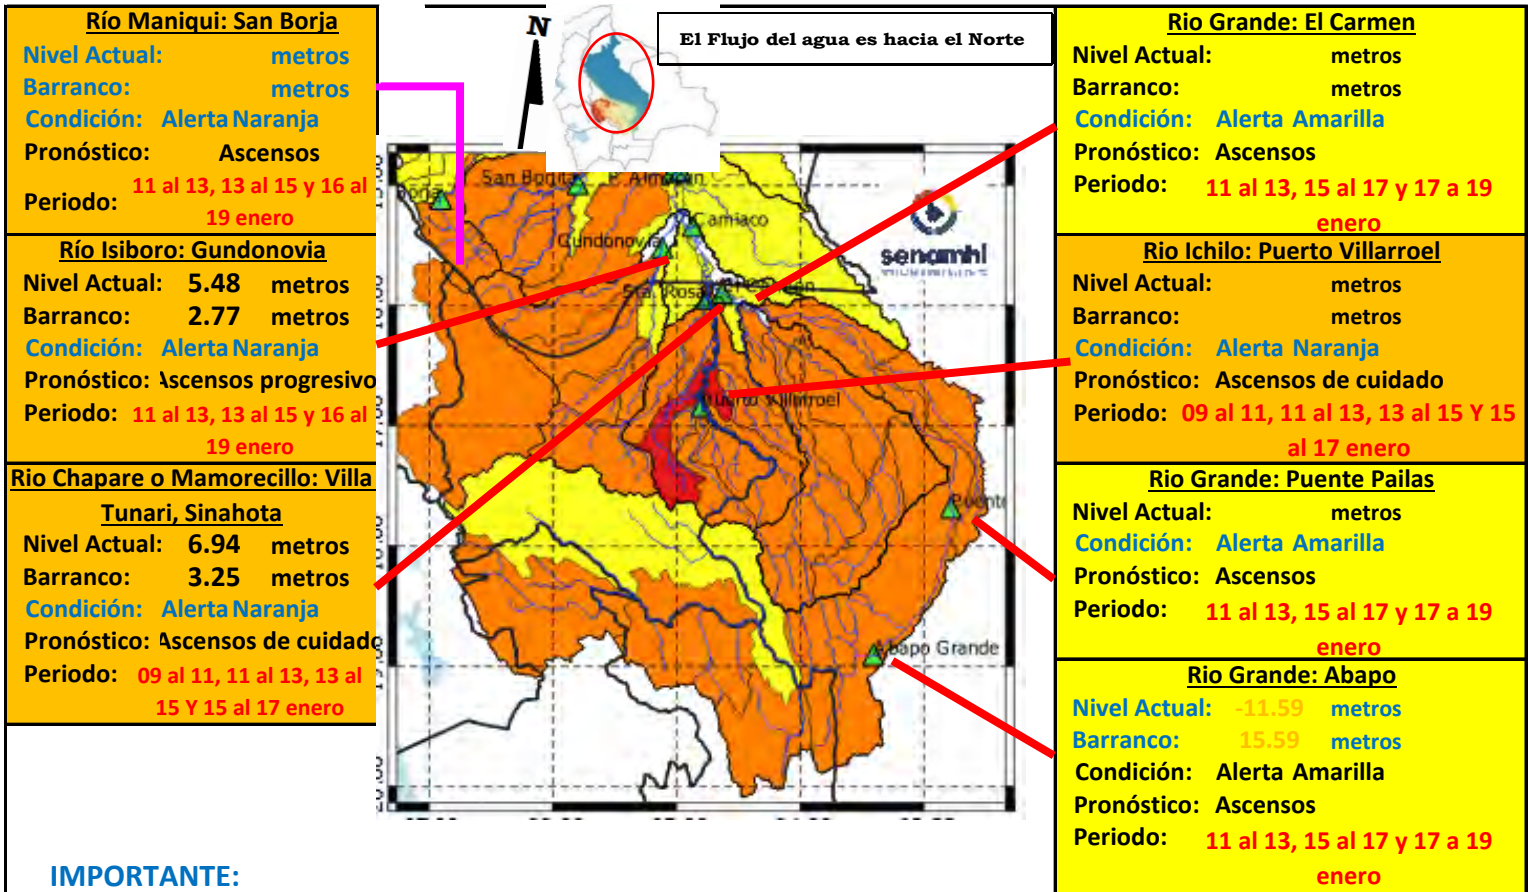 Río Maniqui: San Borja
Nivel Actual: metros
Barranco: metros
Condición: Alerta Naranja
Pronóstico: Ascensos
Periodo: 11 al 13, 13 al 15 y 16 al
19 enero
Río Isiboro: Gundonovia
Nivel Actual: 5.48 metros
Barranco: 2.77 metros
Condición: Alerta Naranja
Pronóstico: Ascensos progresivo
Periodo: 11 al 13, 13 al 15 y 16 al
19 enero
Rio Chapare o Mamorecillo: Villa
Tunari, Sinahota
Nivel Actual: 6.94 metros
Barranco: 3.25 metros
Condición: Alerta Naranja
Pronóstico: Ascensos de cuidado
Periodo: 09 al 11, 11 al 13, 13 al
15 Y 15 al 17 enero
IMPORTANTE:
N
El Flujo del agua es hacia el Norte
San Borjita
P. Almacen
Camiaco
Gundonovia
senamhi
Sta. Rosa
Puerto Villarroel
Puente
Abapo Grande
Rio Grande: El Carmen
Nivel Actual: metros
Barranco: metros
Condición: Alerta Amarilla
Pronóstico: Ascensos
Periodo: 11 al 13, 15 al 17 y 17 a 19
enero
Rio Ichilo: Puerto Villarroel
Nivel Actual: metros
Barranco: metros
Condición: Alerta Naranja
Pronóstico: Ascensos de cuidado
Periodo: 09 al 11, 11 al 13, 13 al 15 Y 15
al 17 enero
Rio Grande: Puente Pailas
Nivel Actual: metros
Condición: Alerta Amarilla
Pronóstico: Ascensos
Periodo: 11 al 13, 15 al 17 y 17 a 19
enero
Rio Grande: Abapo
Nivel Actual: -11.59 metros
Barranco: 15.59 metros
Condición: Alerta Amarilla
Pronóstico: Ascensos
Periodo: 11 al 13, 15 al 17 y 17 a 19
enero